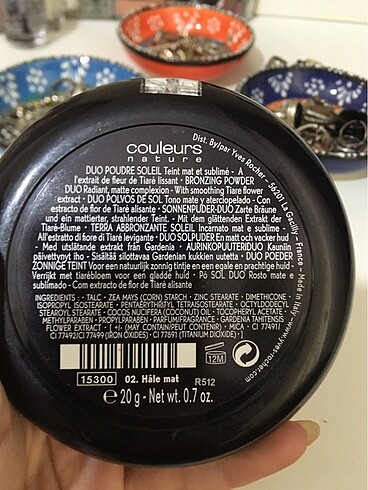 couleurs
nature
DUO POUDRE SOLEIL Teint mat et sublimé - A
l'extrait de fleur de Tiaré lissant - BRONZING POWDER
DUO Radiant, matte complexion - With smoothing Tiare flower
extract - DUO POLVOS DE SOL Tono mate y aterciopelado - Con
extracto de flor de Tiaré alisante - SONNENPUDER-DUO Zarte Bräune
und ein mattierter, strahlender Teint. - Mit dem glättenden Extrakt der
Tiaré-Blume - TERRA ABBRONZANTE SOLEIL Incarnato mat e sublimato -
All'estratto di fiore di Tiaré levigante - DUO SOLPUDER En matt och vacker hud
- Med utslätande extrakt från Gardenia - AURINKOPUUTERIDUO Kauniin
päivettynyt iho - Sisältää silottavaa Gardenian kukkien uutetta - DUO POEDER
ZONNIGE TEINT Voor een natuurlijk zonnig tintje en een egale en prachtige huid -
Verrijkt met tiarébloem voor een gladde huid - Pó SOL DUO Rosto mate e
sublimado - Com extracto de flor de Tiaré alisante
INGREDIENTS : TALC - ZEA MAYS (CORN) STARCH - ZINC STEARATE - DIMETHICONE -
ISOPROPYL ISOSTEARATE - PENTAERYTHRITYL TETRAISOSTEARATE - OCTYLDODECYL
STEAROYL STEARATE - COCOS NUCIFERA (COCONUT) OIL - TOCOPHERYL ACETATE -
METHYLPARABEN - PROPYLPARABEN - PARFUM/FRAGRANCE - GARDENIA TAHITENSIS
FLOWER EXTRACT - [ +/- (MAY CONTAIN/PEUT CONTENIR) - MICA - CI 77491/
CI 77492/CI 77499 (IRON OXIDES) - CI 77891 (TITANIUM DIOXIDE) - ]
12M
15300 02. Hâle mat R512
e 20 g - Net wt. 0.7 oz.
Dist. By/par Yves Rocher - 56201 La Gacilly - France - Made in Italy
www.yves-rocher.com